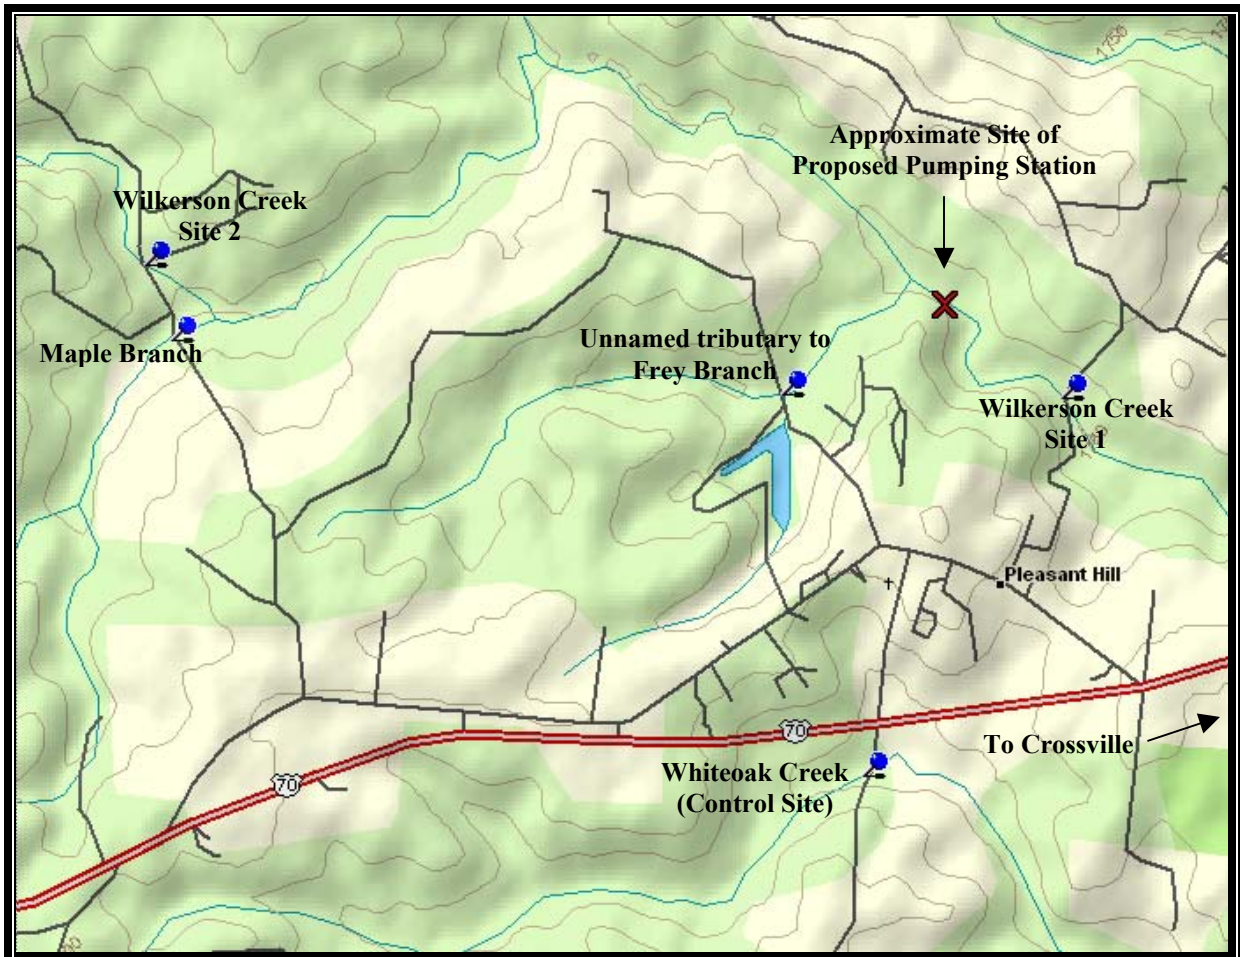 1750
Approximate Site of
Proposed Pumping Station
Wilkerson Creek
Site 2
Maple Branch
Unnamed tributary to
Frey Branch
Wilkerson Creek
Site 1
Pleasant Hill
70
To Crossville
Whiteoak Creek
(Control Site)
70